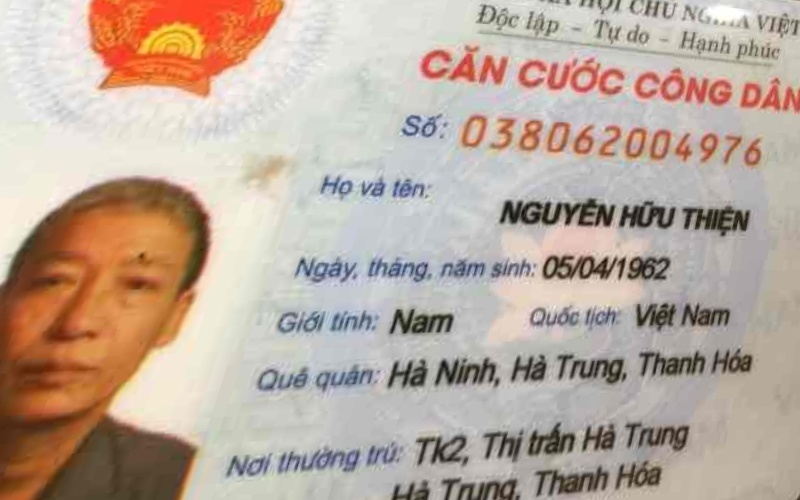 HỘI CHỦ NGHĨA VIỆT
Độc lập - Tự do - Hạnh phúc
CĂN CƯỚC CÔNG DÂN
Số: 038062004976
Họ và tên:
NGUYỄN HỮU THIỆN
Ngày, tháng, năm sinh: 05/04/1962
Giới tính: Nam Quốc tịch: Việt Nam
Quê quán: Hà Ninh, Hà Trung, Thanh Hóa
Nơi thường trú: TK2, Thị trấn Hà Trung
Hà Trung, Thanh Hóa